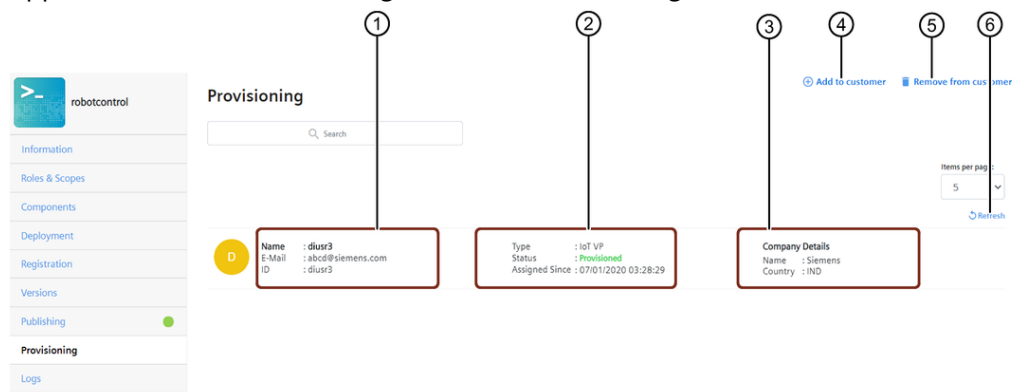 1 2 3 4 5 6
>_ robotcontrol
Provisioning
Add to customer Remove from customer
Search
Information
Roles & Scopes
Components
Deployment
Registration
Versions
Publishing
Provisioning
Logs
Items per page:
5
Refresh
D
Name : diusr3
E-Mail : abcd@siemens.com
ID : diusr3
Type : IoT VP
Status : Provisioned
Assigned Since : 07/01/2020 03:28:29
Company Details
Name : Siemens
Country : IND